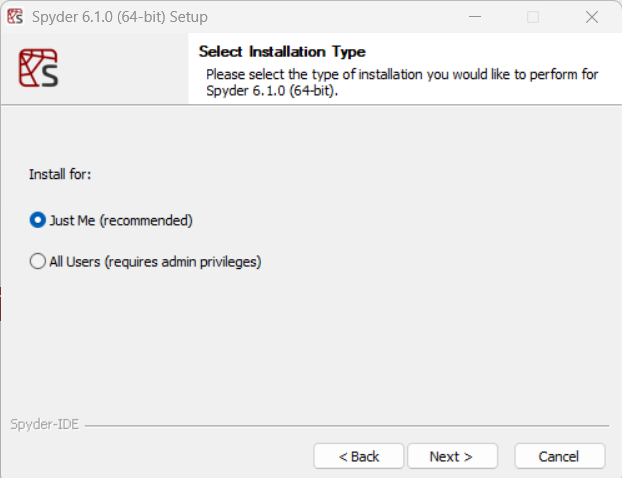 Spyder 6.1.0 (64-bit) Setup
Select Installation Type
Please select the type of installation you would like to perform for
Spyder 6.1.0 (64-bit).
Install for:
Just Me (recommended)
All Users (requires admin privileges)
Spyder-IDE
< Back
Next >
Cancel